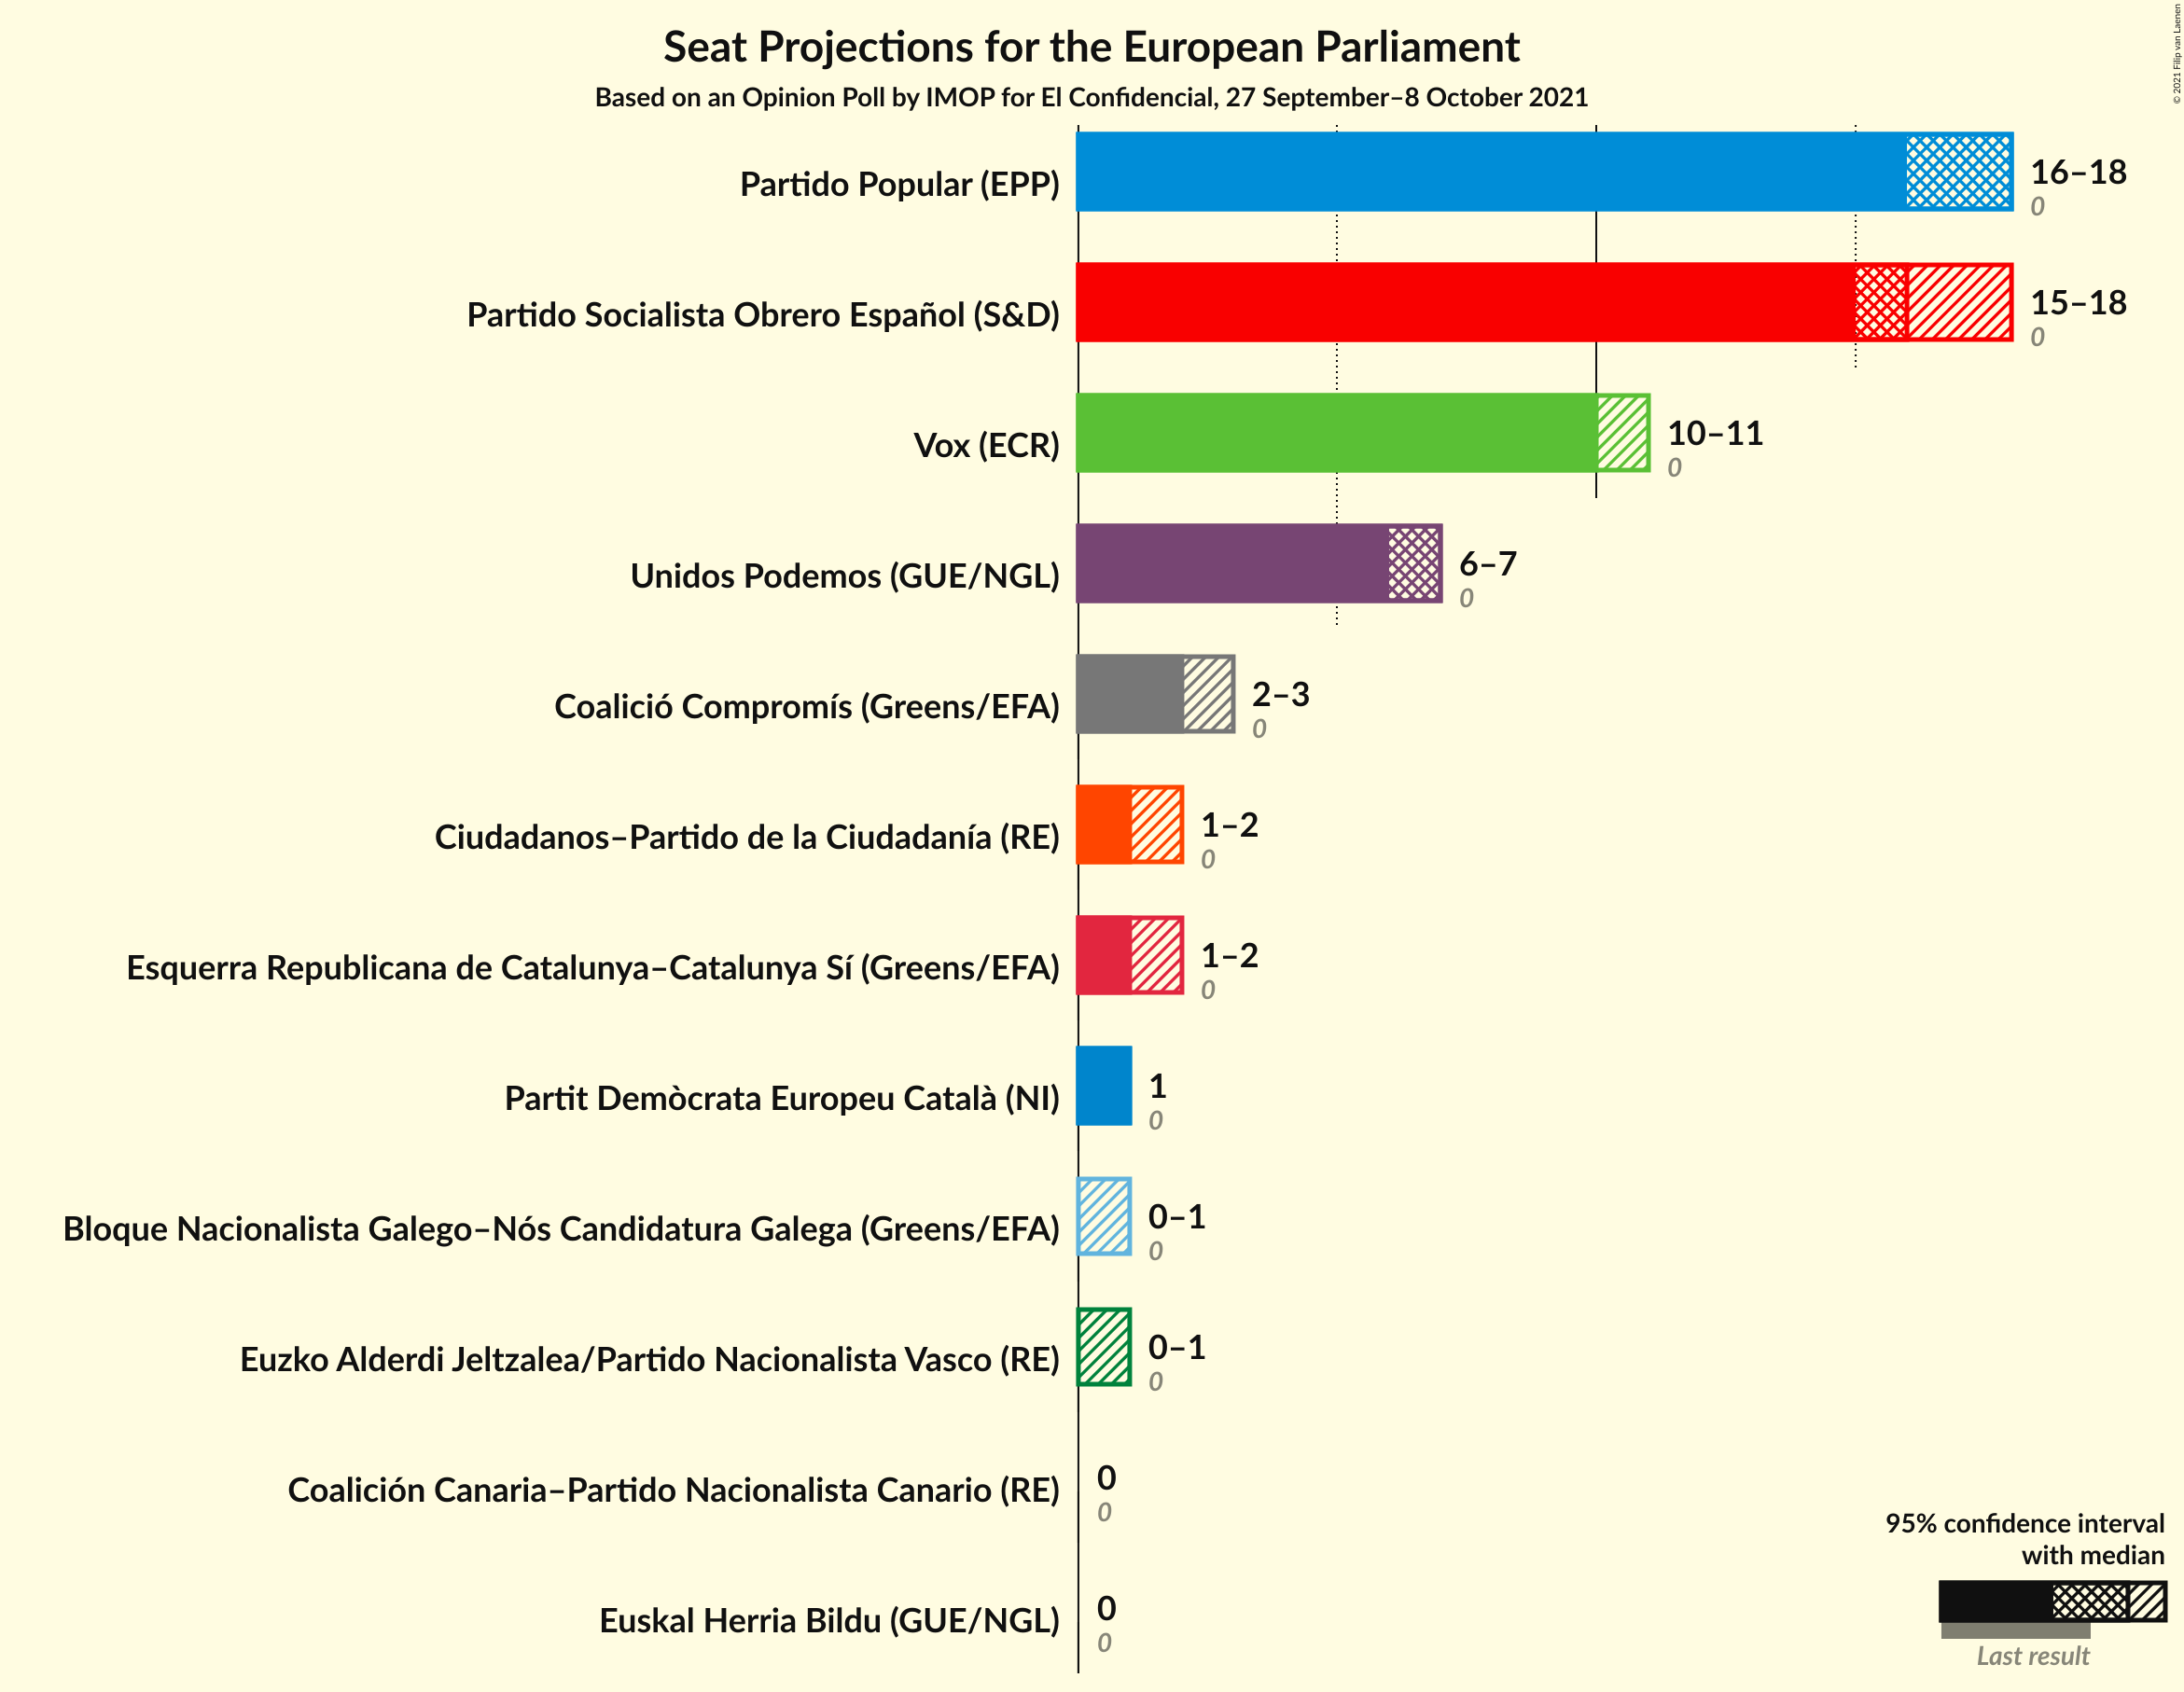 Seat Projections for the European Parliament
Based on an Opinion Poll by IMOP for El Confidencial, 27 September–8 October 2021
© 2021 Filip van Laenen
Partido Popular (EPP)
16–18
0
Partido Socialista Obrero Español (S&D)
15–18
0
Vox (ECR)
10–11
0
Unidos Podemos (GUE/NGL)
6–7
0
Coalició Compromís (Greens/EFA)
2–3
0
Ciudadanos–Partido de la Ciudadanía (RE)
1–2
0
Esquerra Republicana de Catalunya–Catalunya Sí (Greens/EFA)
1–2
0
Partit Demòcrata Europeu Català (NI)
1
0
Bloque Nacionalista Galego–Nós Candidatura Galega (Greens/EFA)
0–1
0
Euzko Alderdi Jeltzalea/Partido Nacionalista Vasco (RE)
0–1
0
Coalición Canaria–Partido Nacionalista Canario (RE)
0
0
Euskal Herria Bildu (GUE/NGL)
0
0
95% confidence interval
with median
Last result